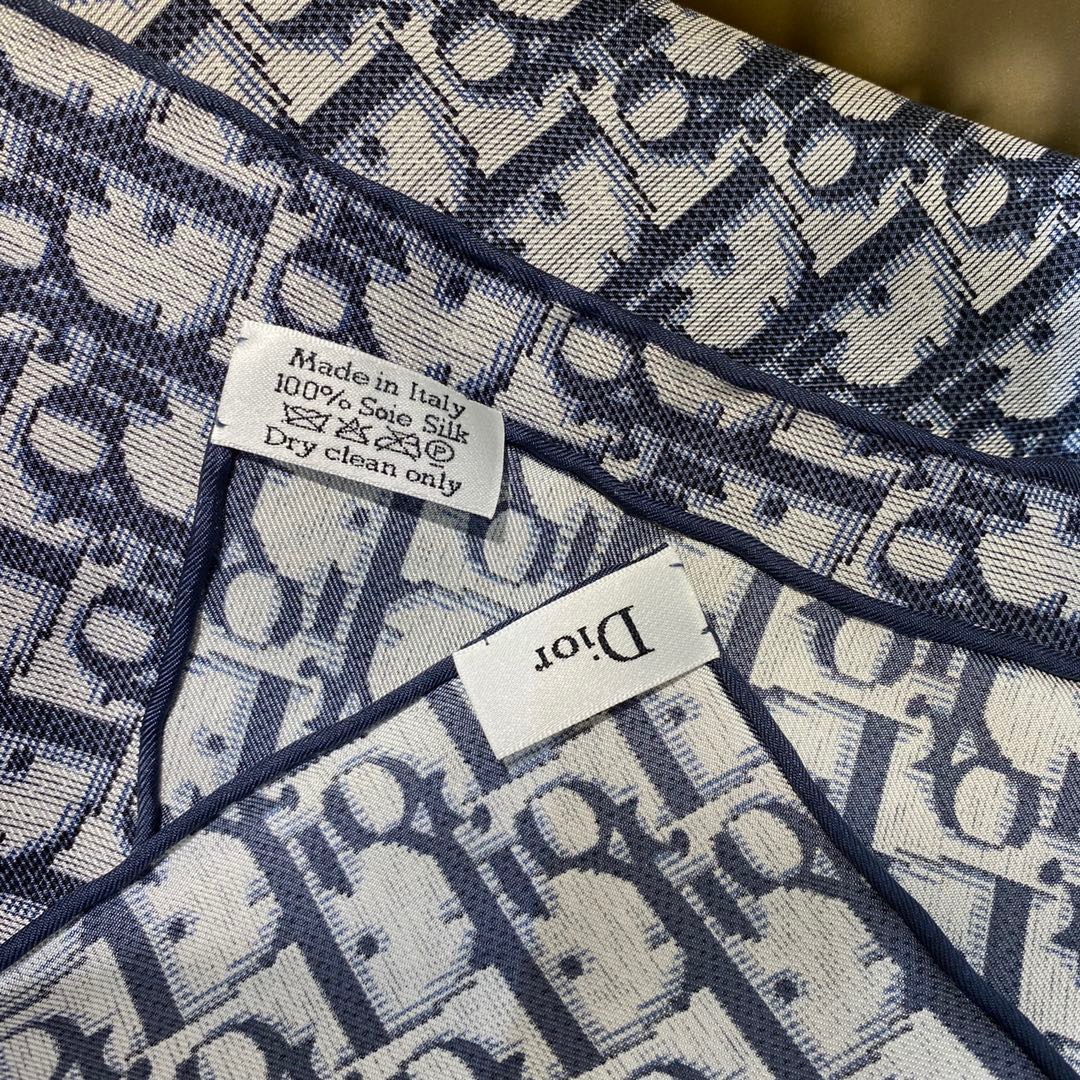 Made in Italy
100% Soie Silk
P
Dry clean only
Dior